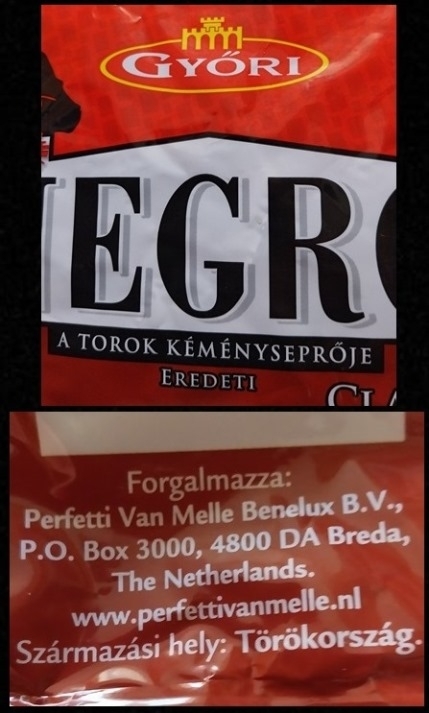 GYŐRI
EGR
A TOROK KÉMÉNYSEPRŐJE
EREDETI
CLA
Forgalmazza:
Perfetti Van Melle Benelux B.V.,
P.O. Box 3000, 4800 DA Breda,
The Netherlands.
www.perfettivanmelle.nl
Származási hely: Törökország.